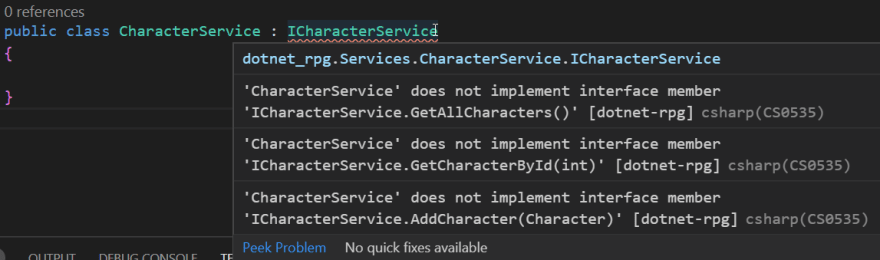 0 references
public class CharacterService : ICharacterService
{
dotnet_rpg.Services.CharacterService.ICharacterService
'CharacterService' does not implement interface member
'ICharacterService.GetAllCharacters()' [dotnet-rpg] csharp(CS0535)
}
'CharacterService' does not implement interface member
'ICharacterService.GetCharacterById(int)' [dotnet-rpg] csharp(CS0535)
'CharacterService' does not implement interface member
'ICharacterService.AddCharacter(Character)' [dotnet-rpg] csharp(CS0535)
Peek Problem No quick fixes available
OUTPUT DEBUG CONSOLE